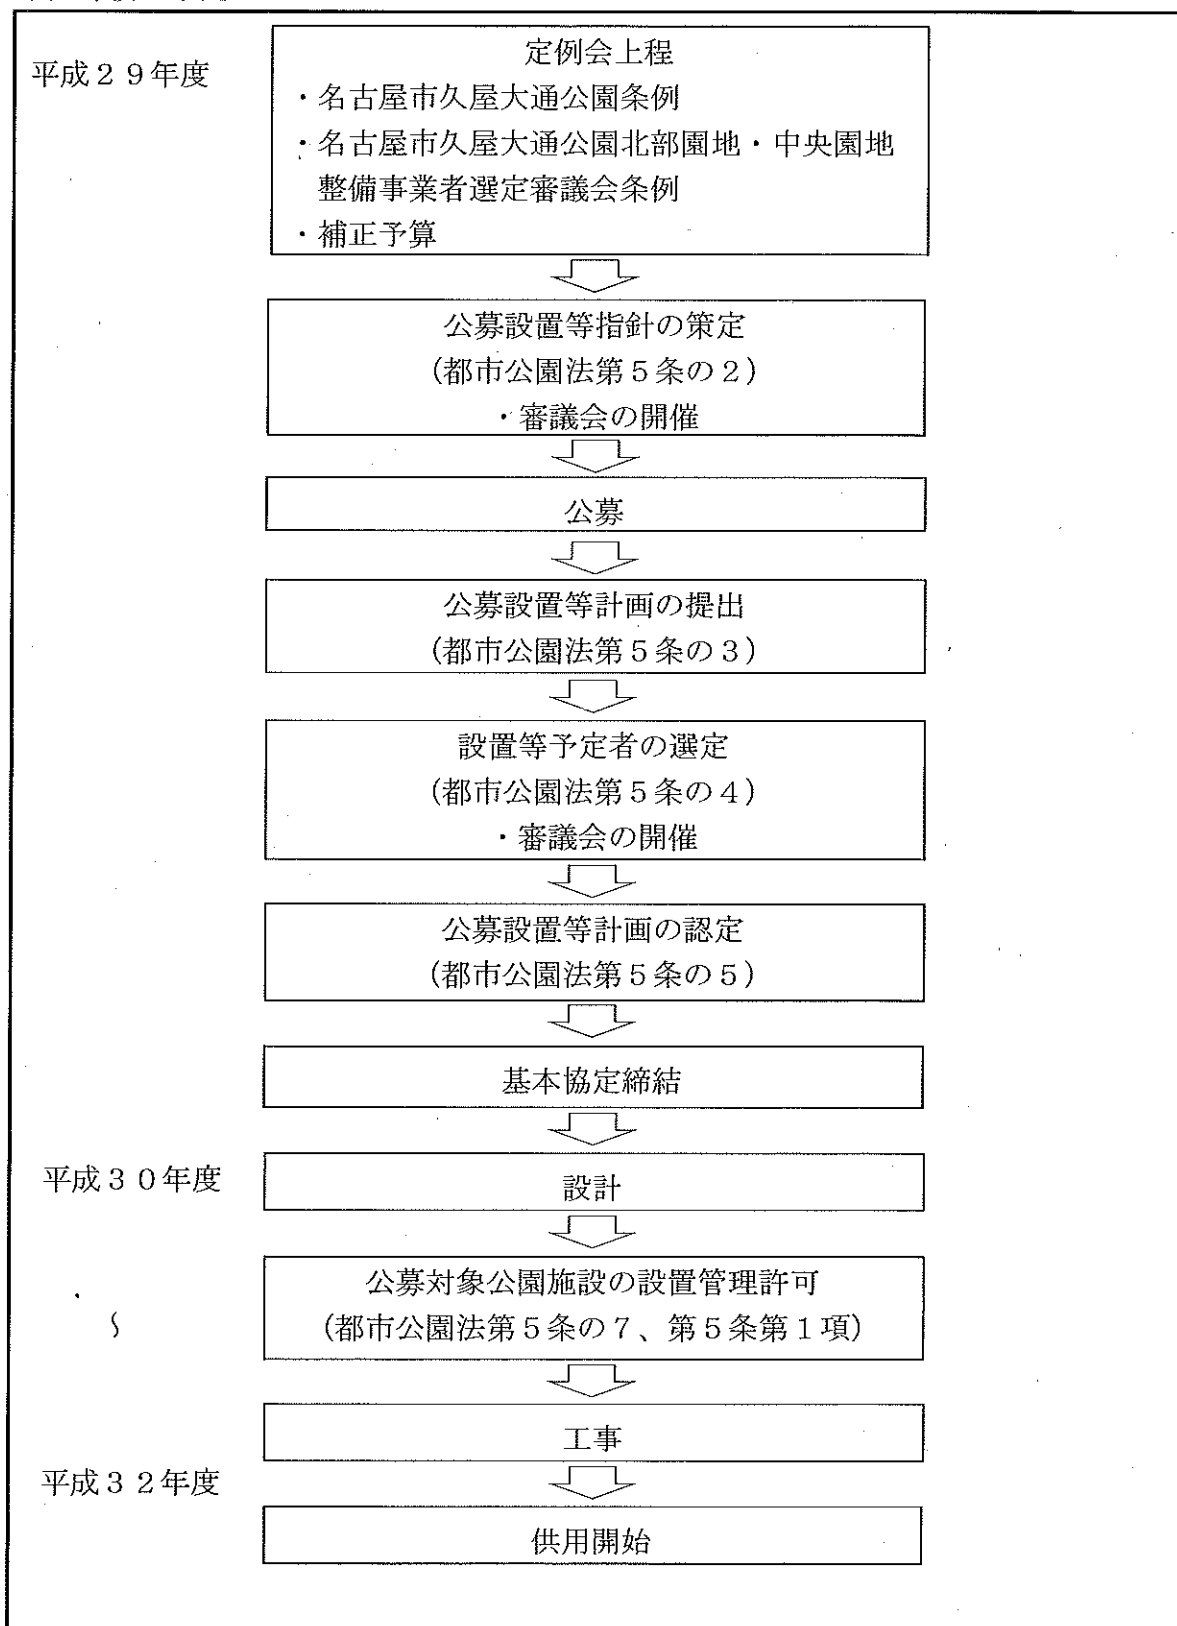 平成２９年度
定例会上程
・名古屋市久屋大通公園条例
・名古屋市久屋大通公園北部園地・中央園地
整備事業者選定審議会条例
・補正予算
公募設置等指針の策定
(都市公園法第５条の２)
・審議会の開催
公募
公募設置等計画の提出
(都市公園法第５条の３)
設置等予定者の選定
(都市公園法第５条の４)
・審議会の開催
公募設置等計画の認定
(都市公園法第５条の５)
基本協定締結
平成３０年度
設計
公募対象公園施設の設置管理許可
(都市公園法第５条の７、第５条第１項)
～
工事
平成３２年度
供用開始